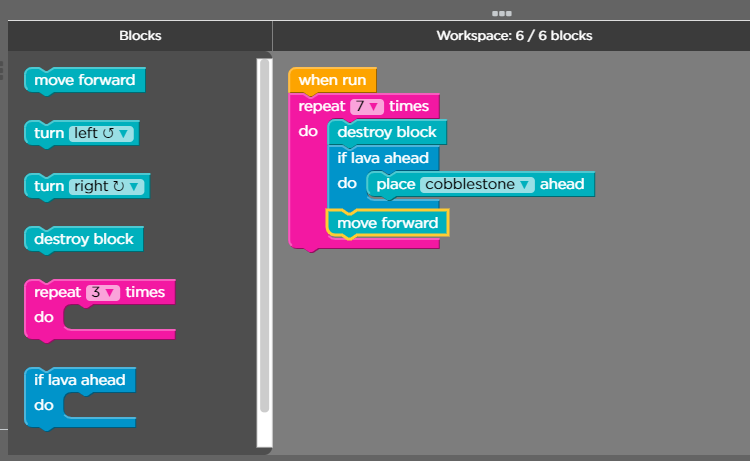 Blocks
Workspace: 6 / 6 blocks
move forward
turn left ↺ ▼
turn right ↻ ▼
destroy block
repeat 3 ▼ times
do
if lava ahead
do
when run
repeat 7 ▼ times
do
destroy block
if lava ahead
do place cobblestone ▼ ahead
move forward